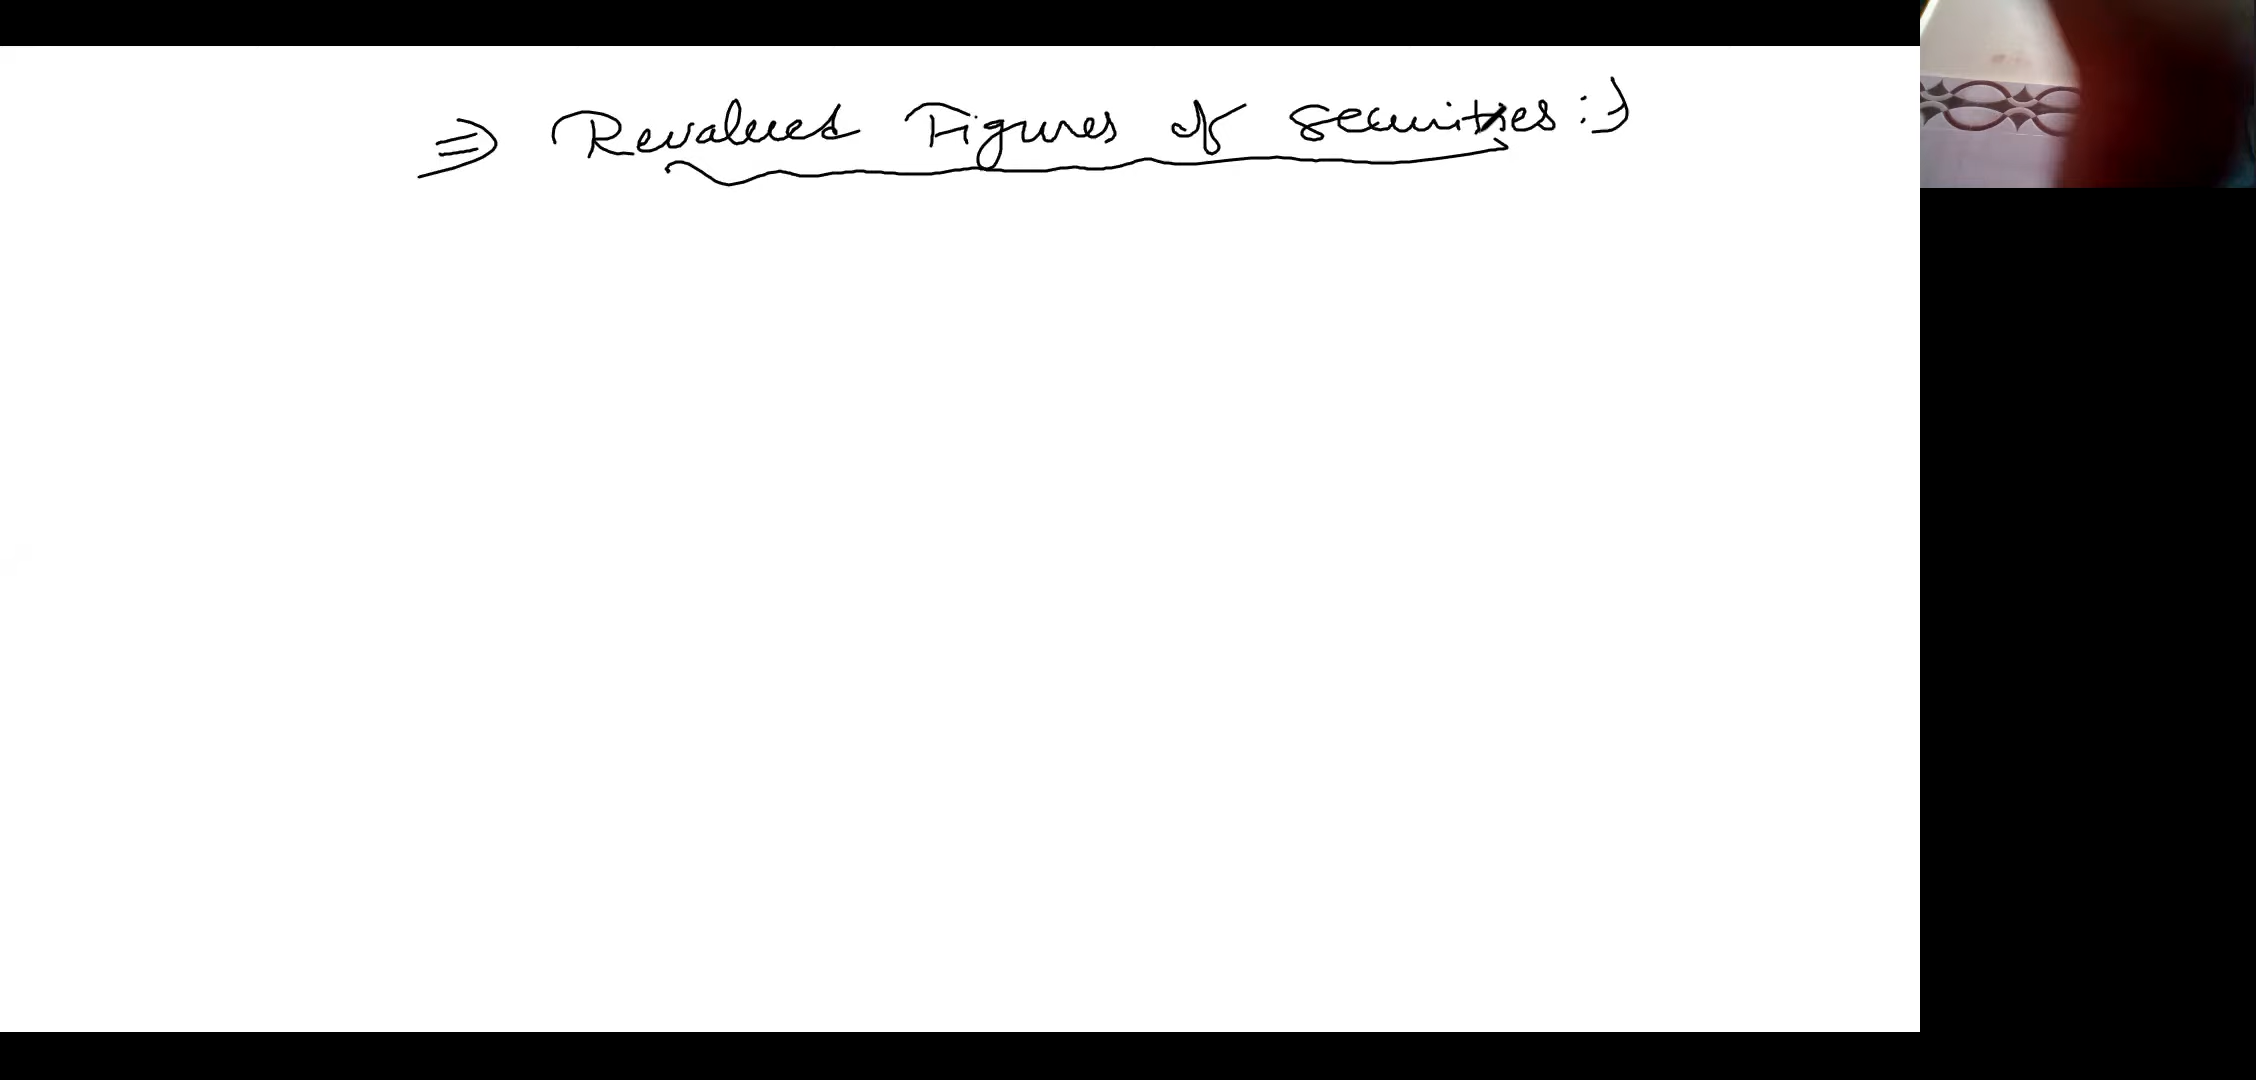 ⇒ Revalued Figures of securities :→